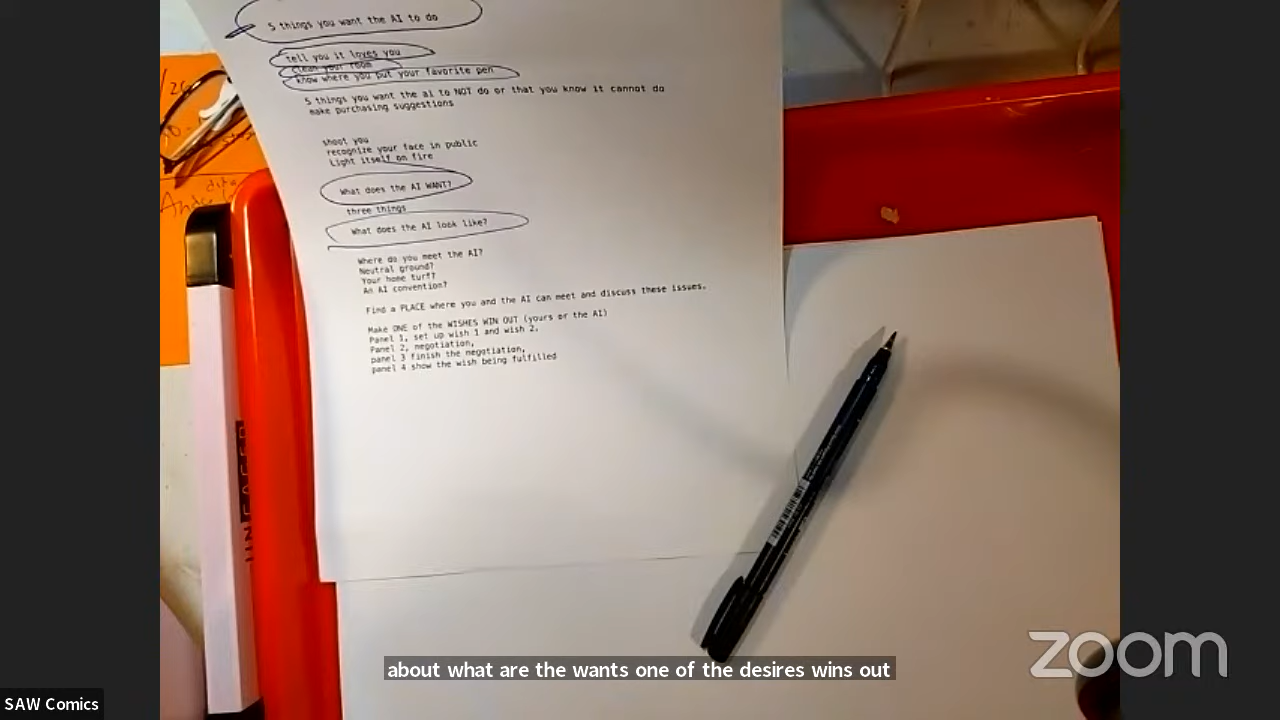 5 things you want the AI to do
tell you it loves you
clean your room
know where you put your favorite pen
5 things you want the ai to NOT do or that you know it cannot do
make purchasing suggestions
shoot you
recognize your face in public
Light itself on fire
What does the AI WANT?
three things
What does the AI look like?
Where do you meet the AI?
Neutral ground?
Your home turf?
An AI convention?
Find a PLACE where you and the AI can meet and discuss these issues.
Make ONE of the WISHES WIN OUT (yours or the AI)
Panel 1, set up wish 1 and wish 2,
Panel 2, negotiation,
panel 3 finish the negotiation,
panel 4 show the wish being fulfilled
zoom
about what are the wants one of the desires wins out
SAW Comics